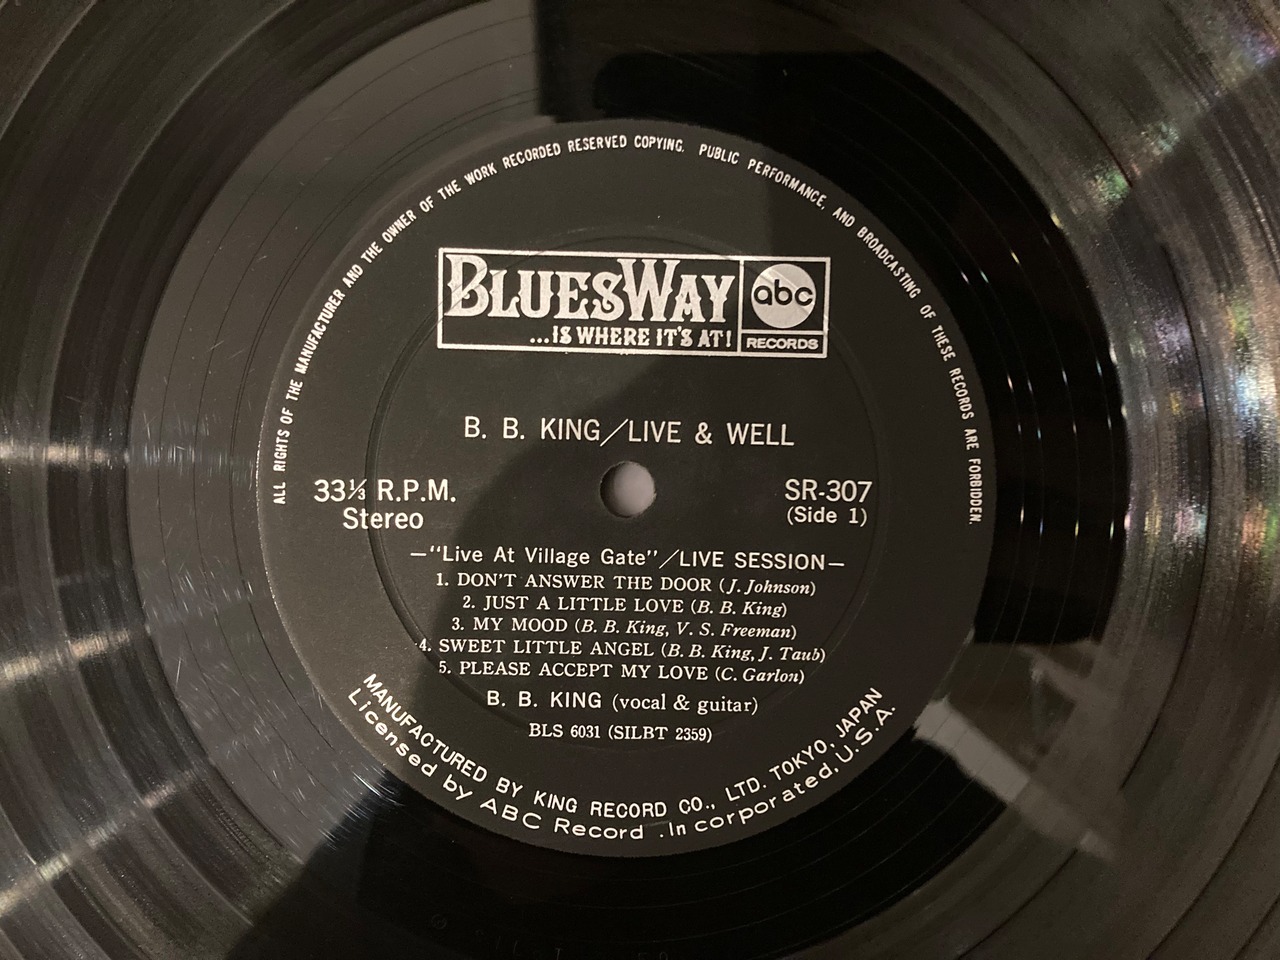 ALL RIGHTS OF THE MANUFACTURER AND THE OWNER OF THE WORK RECORDED RESERVED COPYING. PUBLIC PERFORMANCE, AND BROADCASTING OF THESE RECORDS ARE FORBIDDEN.
BLUESWAY
...IS WHERE IT'S AT!
abc
RECORDS
B. B. KING/LIVE & WELL
33⅓ R.P.M.
Stereo
SR-307
(Side 1)
—"Live At Village Gate"/LIVE SESSION—
1. DON'T ANSWER THE DOOR (J. Johnson)
2. JUST A LITTLE LOVE (B. B. King)
3. MY MOOD (B. B. King, V. S. Freeman)
4. SWEET LITTLE ANGEL (B. B. King, J. Taub)
5. PLEASE ACCEPT MY LOVE (C. Garlon)
B. B. KING (vocal & guitar)
BLS 6031 (SILBT 2359)
MANUFACTURED BY KING RECORD CO., LTD. TOKYO, JAPAN
Licensed by ABC Record .Incorporated, U.S.A.